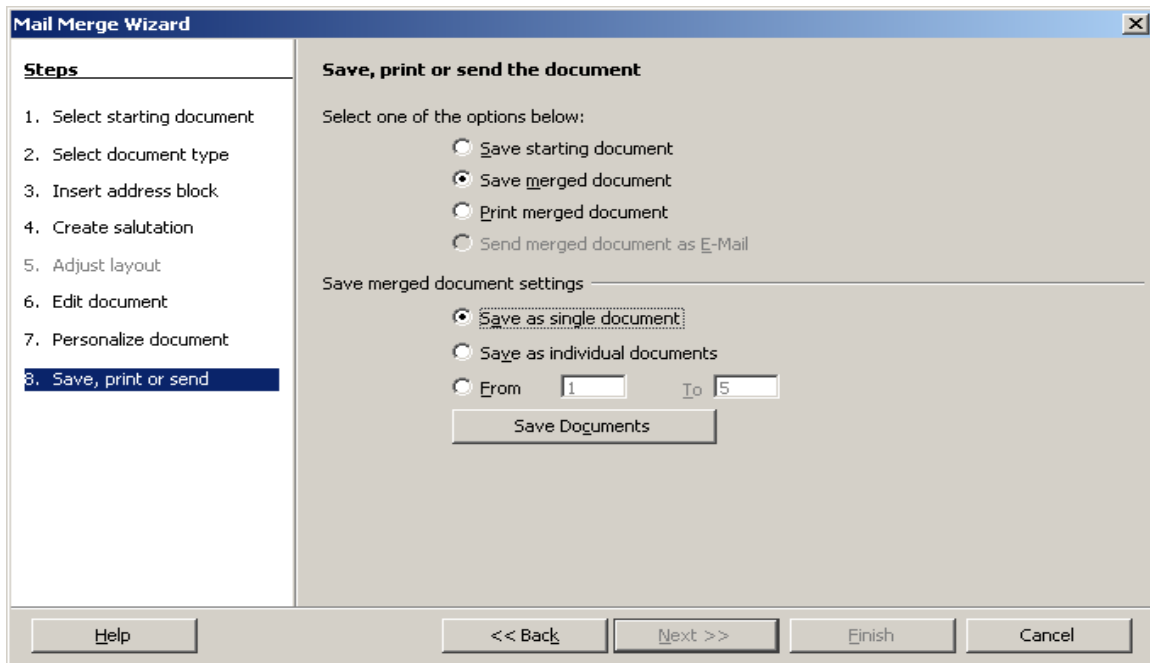 Mail Merge Wizard
Steps
1. Select starting document
2. Select document type
3. Insert address block
4. Create salutation
5. Adjust layout
6. Edit document
7. Personalize document
8. Save, print or send
Save, print or send the document
Select one of the options below:
Save starting document
Save merged document
Print merged document
Send merged document as E-Mail
Save merged document settings
Save as single document
Save as individual documents
From 1 To 5
Save Documents
Help << Back Next >> Finish Cancel